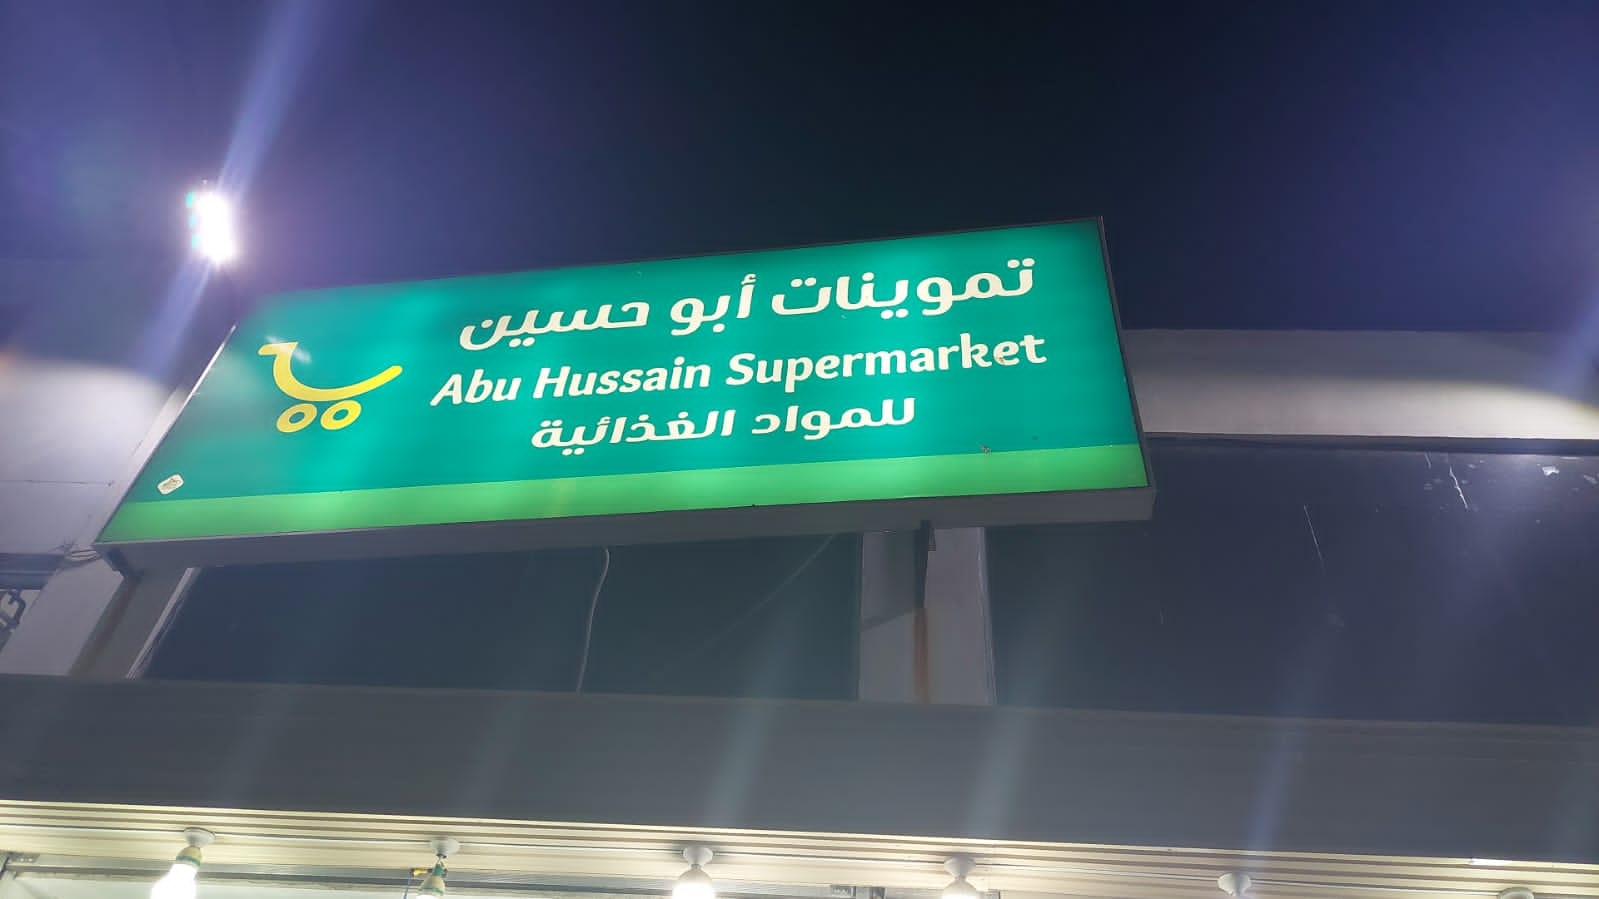 تموينات أبو حسين
Abu Hussain Supermarket
للمواد الغذائية